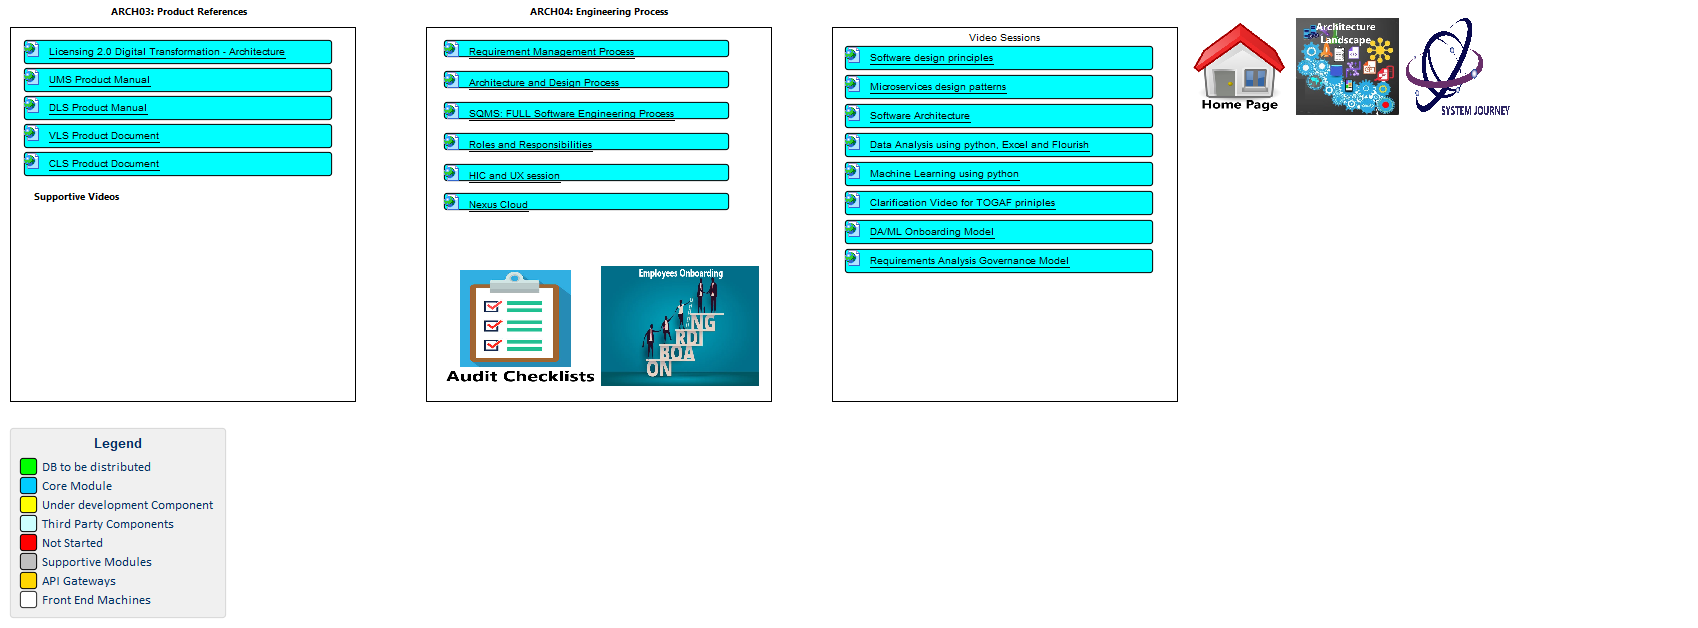 ARCH03: Product References
Licensing 2.0 Digital Transformation - Architecture
UMS Product Manual
DLS Product Manual
VLS Product Document
CLS Product Document
Supportive Videos
ARCH04: Engineering Process
Requirement Management Process
Architecture and Design Process
SQMS: FULL Software Engineering Process
Roles and Responsibilities
HIC and UX session
Nexus Cloud
Audit Checklists
Employees Onboarding
NG
RDI
BOA
ON
Video Sessions
Software design principles
Microservices design patterns
Software Architecture
Data Analysis using python, Excel and Flourish
Machine Learning using python
Clarification Video for TOGAF priniples
DA/ML Onboarding Model
Requirements Analysis Governance Model
Home Page
Architecture
Landscape
SYSTEM JOURNEY
Legend
DB to be distributed
Core Module
Under development Component
Third Party Components
Not Started
Supportive Modules
API Gateways
Front End Machines